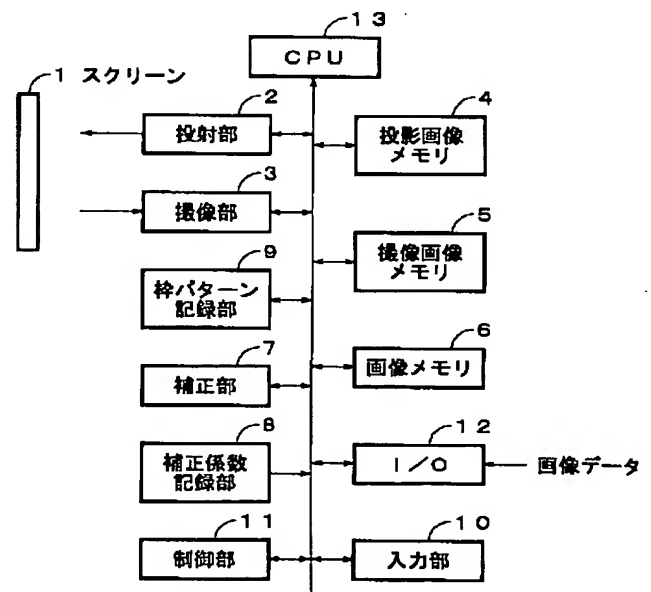 13
CPU
1 スクリーン
2
投射部
4
投影画像
メモリ
3
撮像部
5
撮像画像
メモリ
9
枠パターン
記録部
6
画像メモリ
7
補正部
8
補正係数
記録部
12
I/O
画像データ
11
制御部
10
入力部